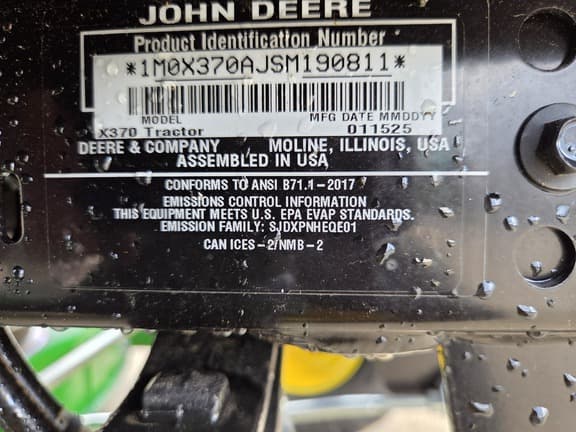 JOHN DEERE
Product Identification Number
*1M0X370AJSM190811*
MODEL MFG DATE MMDDYY
X370 Tractor 011525
DEERE & COMPANY MOLINE, ILLINOIS, USA
ASSEMBLED IN USA
CONFORMS TO ANSI B71.1-2017
EMISSIONS CONTROL INFORMATION
THIS EQUIPMENT MEETS U.S. EPA EVAP STANDARDS.
EMISSION FAMILY: SJDXPNHEQE01
CAN ICES-2/NMB-2